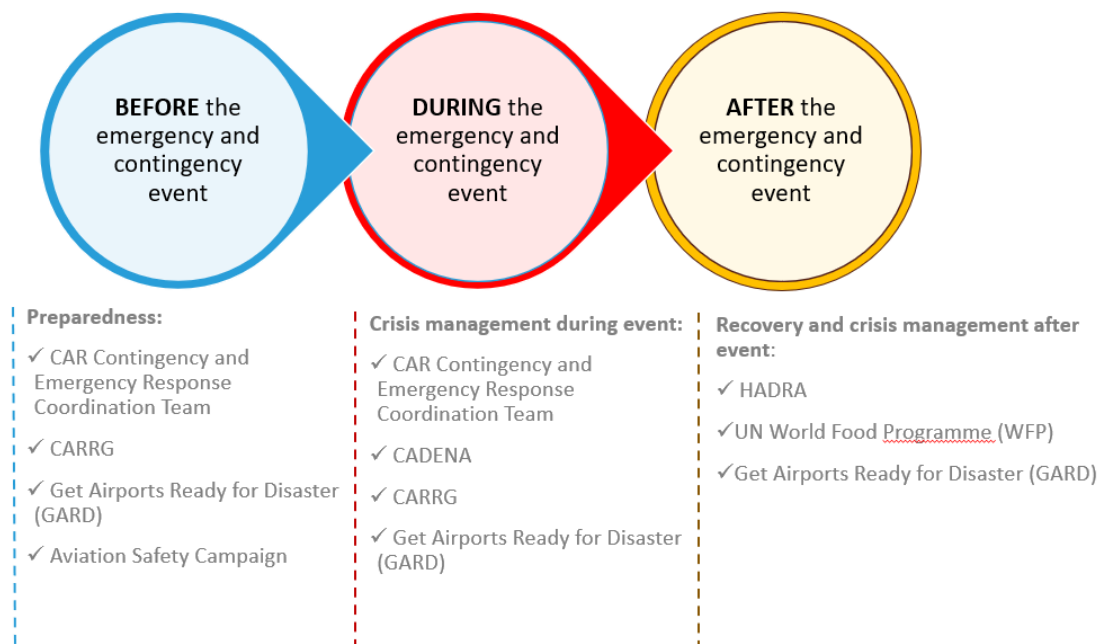 BEFORE the
emergency and
contingency
event
DURING the
emergency and
contingency
event
AFTER the
emergency and
contingency
event
Preparedness:
✓ CAR Contingency and
Emergency Response
Coordination Team
✓ CARRG
✓ Get Airports Ready for Disaster
(GARD)
✓ Aviation Safety Campaign
Crisis management during event:
✓ CAR Contingency and
Emergency Response
Coordination Team
✓ CADENA
✓ CARRG
✓ Get Airports Ready for Disaster
(GARD)
Recovery and crisis management after
event:
✓ HADRA
✓UN World Food Programme (WFP)
✓Get Airports Ready for Disaster (GARD)